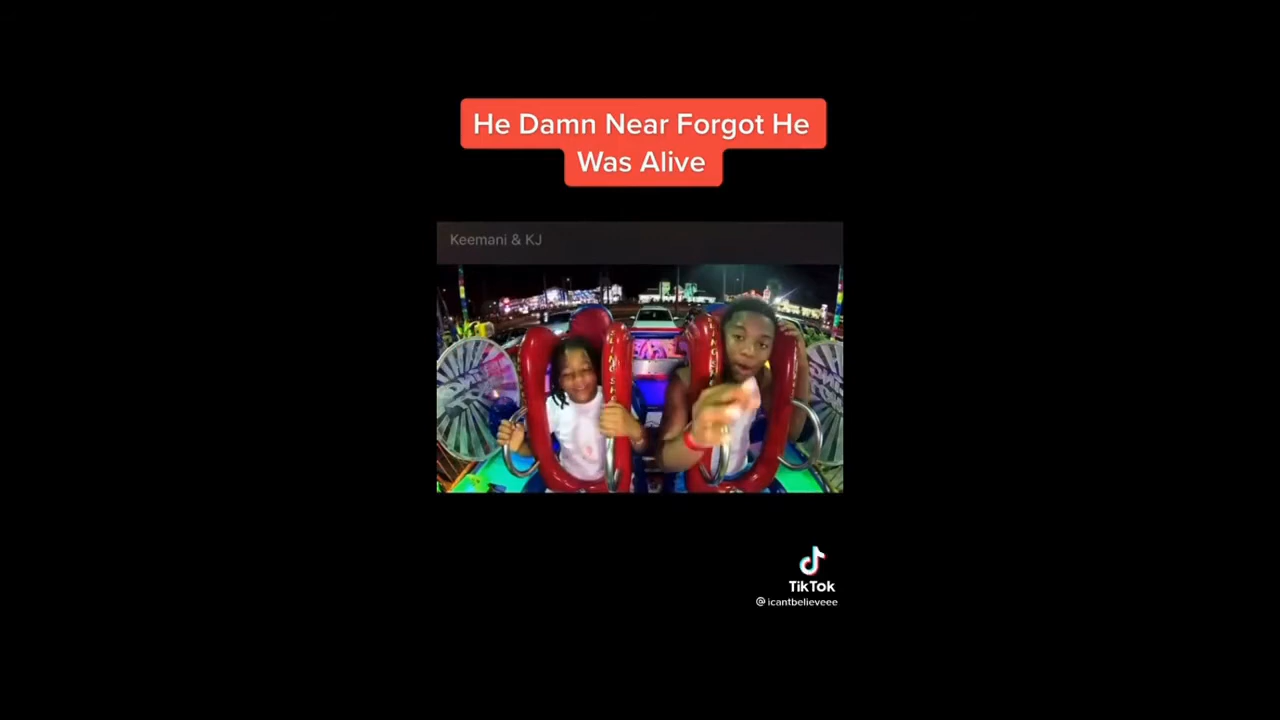 He Damn Near Forgot He
Was Alive
Keemani & KJ
TikTok
@icantbelieveee